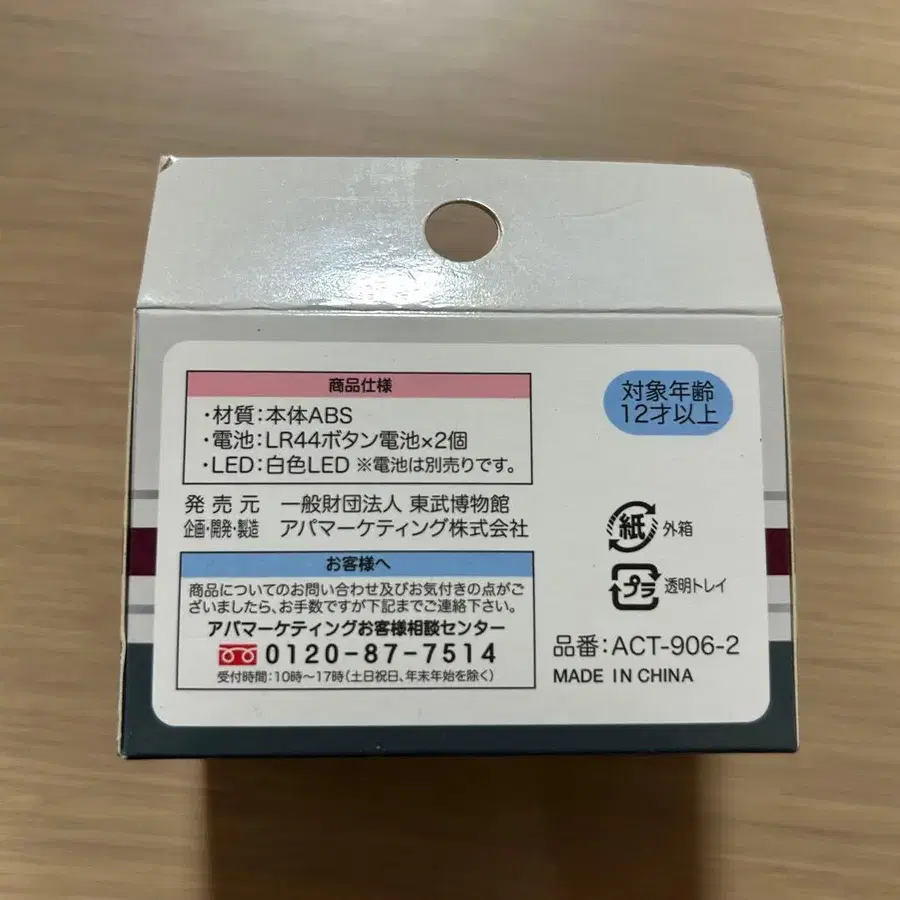 商品仕様
・材質：本体ABS
・電池：LR44ボタン電池×2個
・LED：白色LED ※電池は別売りです。
対象年齢
12才以上
発売元 一般財団法人 東武博物館
企画・開発・製造 アパマーケティング株式会社
お客様へ
商品についてのお問い合わせ及びお気付きの点がご
ざいましたら、お手数ですが下記までご連絡下さい。
アパマーケティングお客様相談センター
0120-87-7514
受付時間：10時〜17時（土日祝日、年末年始を除く）
紙 外箱
プラ 透明トレイ
品番：ACT-906-2
MADE IN CHINA